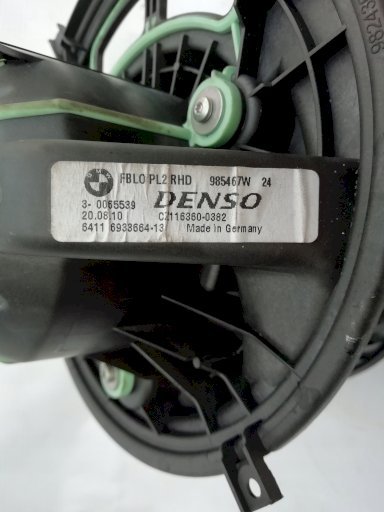 FBLO PL2 RHD 985467W 24
3- 0065539 DENSO
20.08.10 CZ116360-0382
6411 6933664-13 Made in Germany